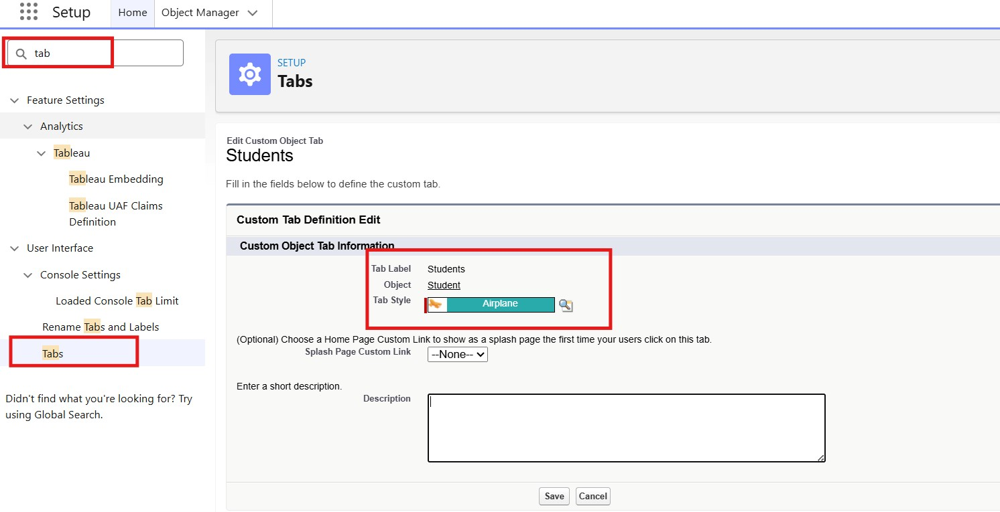 Setup
Home
Object Manager
tab
Feature Settings
Analytics
Tableau
Tableau Embedding
Tableau UAF Claims
Definition
User Interface
Console Settings
Loaded Console Tab Limit
Rename Tabs and Labels
Tabs
Didn't find what you're looking for? Try
using Global Search.
SETUP
Tabs
Edit Custom Object Tab
Students
Fill in the fields below to define the custom tab.
Custom Tab Definition Edit
Custom Object Tab Information
Tab Label Students
Object Student
Tab Style Airplane
(Optional) Choose a Home Page Custom Link to show as a splash page the first time your users click on this tab.
Splash Page Custom Link --None--
Enter a short description.
Description
Save Cancel